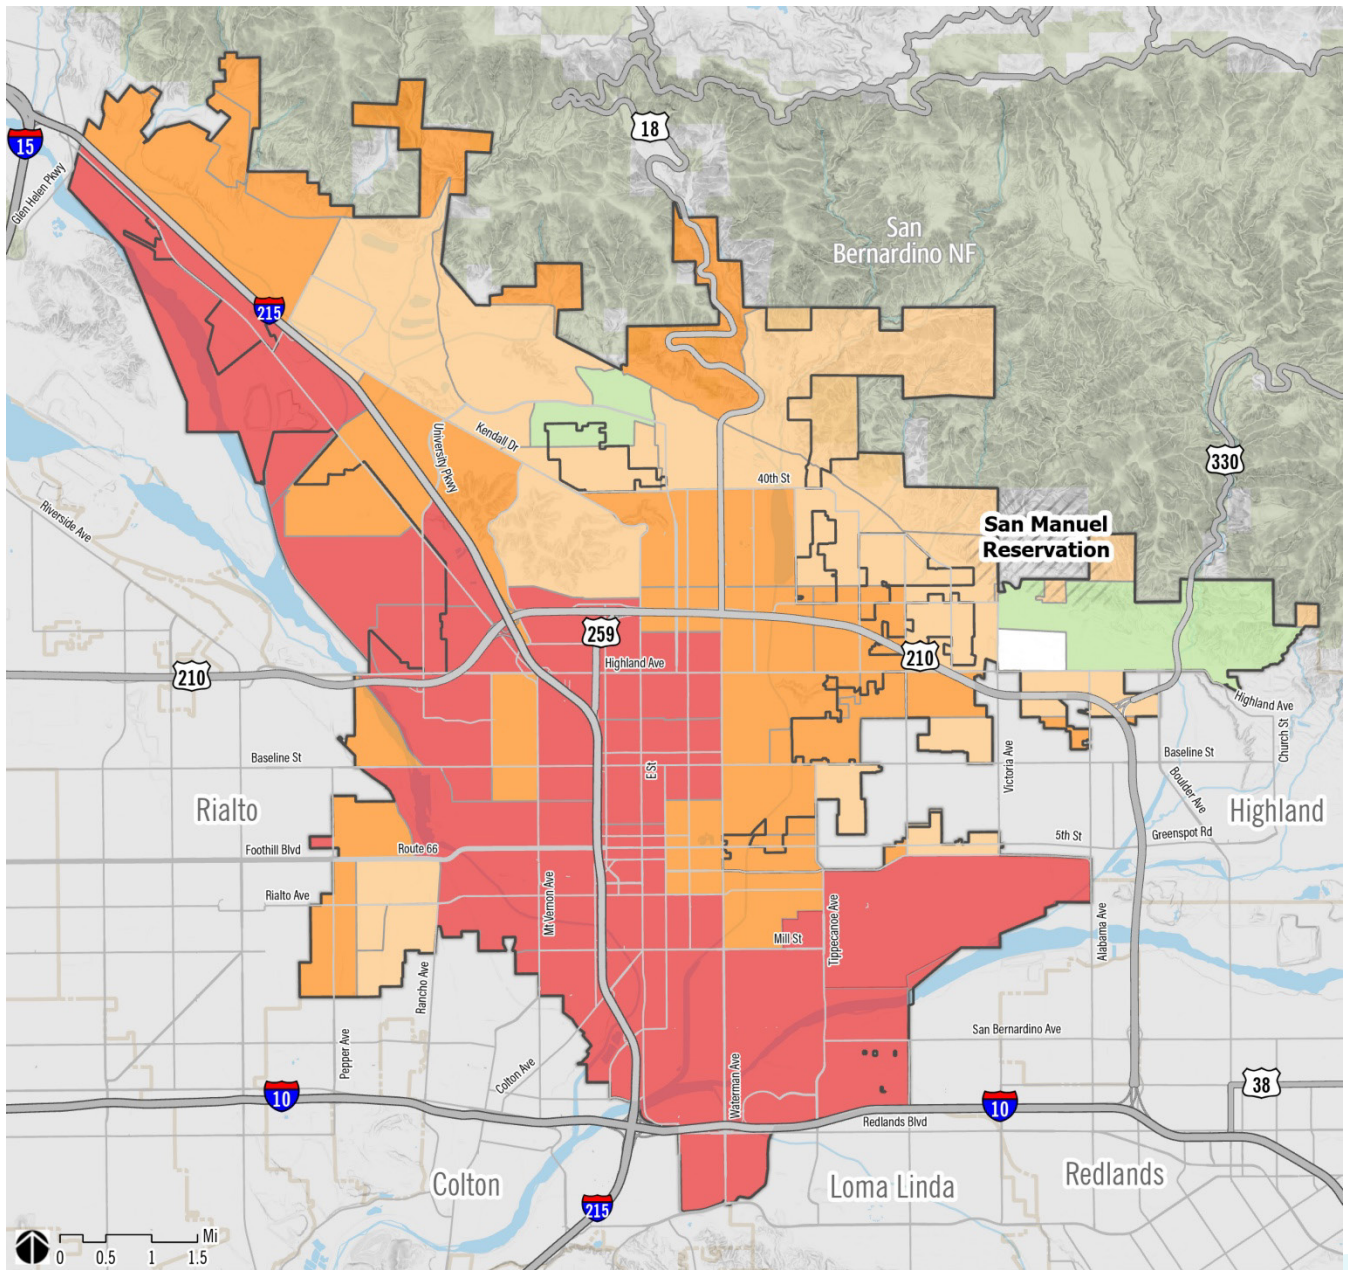 15
Glen Helen Pkwy
18
San
Bernardino NF
215
Kendall Dr
University Pkwy
40th St
330
Riverside Ave
San Manuel
Reservation
259
210
Highland Ave
210
Highland Ave
Church St
Baseline St
E St
Victoria Ave
Baseline St
Boulder Ave
Rialto
Highland
Foothill Blvd
Route 66
5th St
Greenspot Rd
Rialto Ave
Mt Vernon Ave
Mill St
Tippecanoe Ave
Alabama Ave
Rancho Ave
Pepper Ave
Colton Ave
San Bernardino Ave
Waterman Ave
10
10
38
Redlands Blvd
Colton
Loma Linda
Redlands
215
Mi
0 0.5 1 1.5